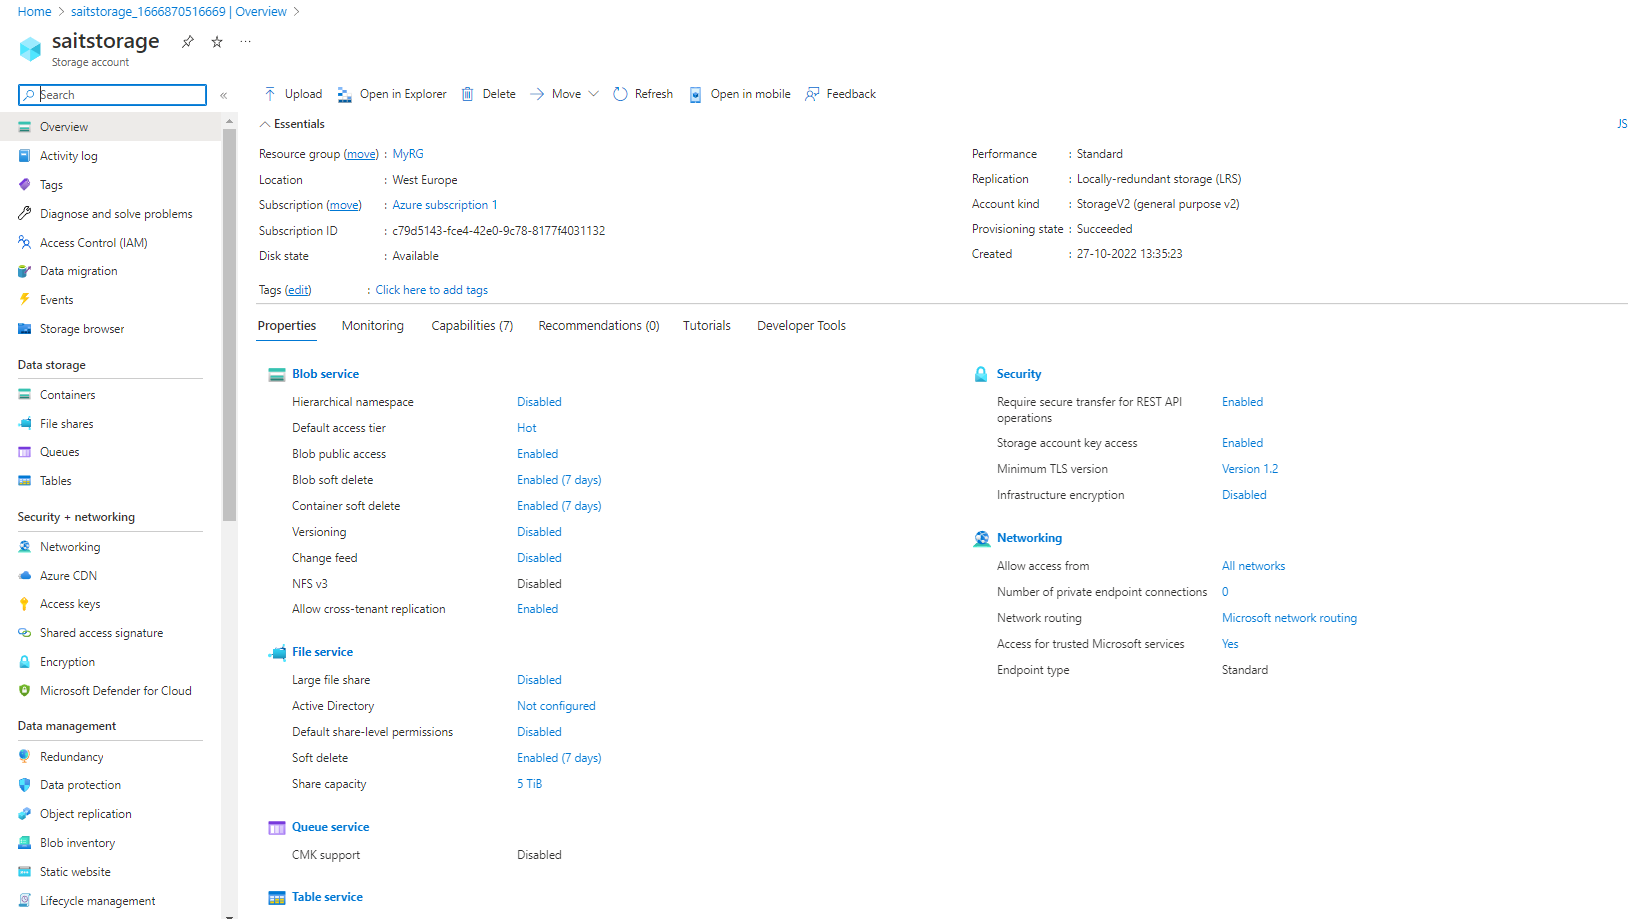 Home > saitstorage_1666870516669 | Overview >
saitstorage
Storage account
Search
«
Overview
Activity log
Tags
Diagnose and solve problems
Access Control (IAM)
Data migration
Events
Storage browser
Data storage
Containers
File shares
Queues
Tables
Security + networking
Networking
Azure CDN
Access keys
Shared access signature
Encryption
Microsoft Defender for Cloud
Data management
Redundancy
Data protection
Object replication
Blob inventory
Static website
Lifecycle management
Upload Open in Explorer Delete Move Refresh Open in mobile Feedback
Essentials
JS
Resource group (move) : MyRG
Location : West Europe
Subscription (move) : Azure subscription 1
Subscription ID : c79d5143-fce4-42e0-9c78-8177f4031132
Disk state : Available
Performance : Standard
Replication : Locally-redundant storage (LRS)
Account kind : StorageV2 (general purpose v2)
Provisioning state : Succeeded
Created : 27-10-2022 13:35:23
Tags (edit) : Click here to add tags
Properties Monitoring Capabilities (7) Recommendations (0) Tutorials Developer Tools
Blob service
Hierarchical namespace Disabled
Default access tier Hot
Blob public access Enabled
Blob soft delete Enabled (7 days)
Container soft delete Enabled (7 days)
Versioning Disabled
Change feed Disabled
NFS v3 Disabled
Allow cross-tenant replication Enabled
File service
Large file share Disabled
Active Directory Not configured
Default share-level permissions Disabled
Soft delete Enabled (7 days)
Share capacity 5 TiB
Queue service
CMK support Disabled
Table service
Security
Require secure transfer for REST API Enabled
operations
Storage account key access Enabled
Minimum TLS version Version 1.2
Infrastructure encryption Disabled
Networking
Allow access from All networks
Number of private endpoint connections 0
Network routing Microsoft network routing
Access for trusted Microsoft services Yes
Endpoint type Standard